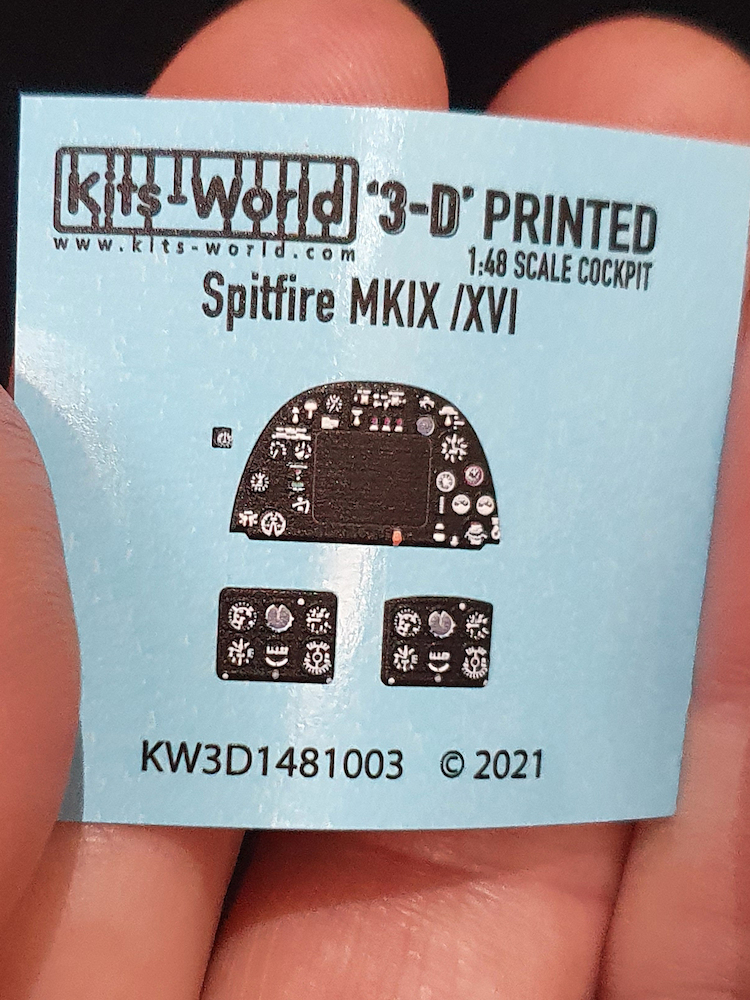 Kits-World "3-D" PRINTED
www.kits-world.com
1:48 SCALE COCKPIT
Spitfire MKIX /XVI
KW3D1481003 © 2021